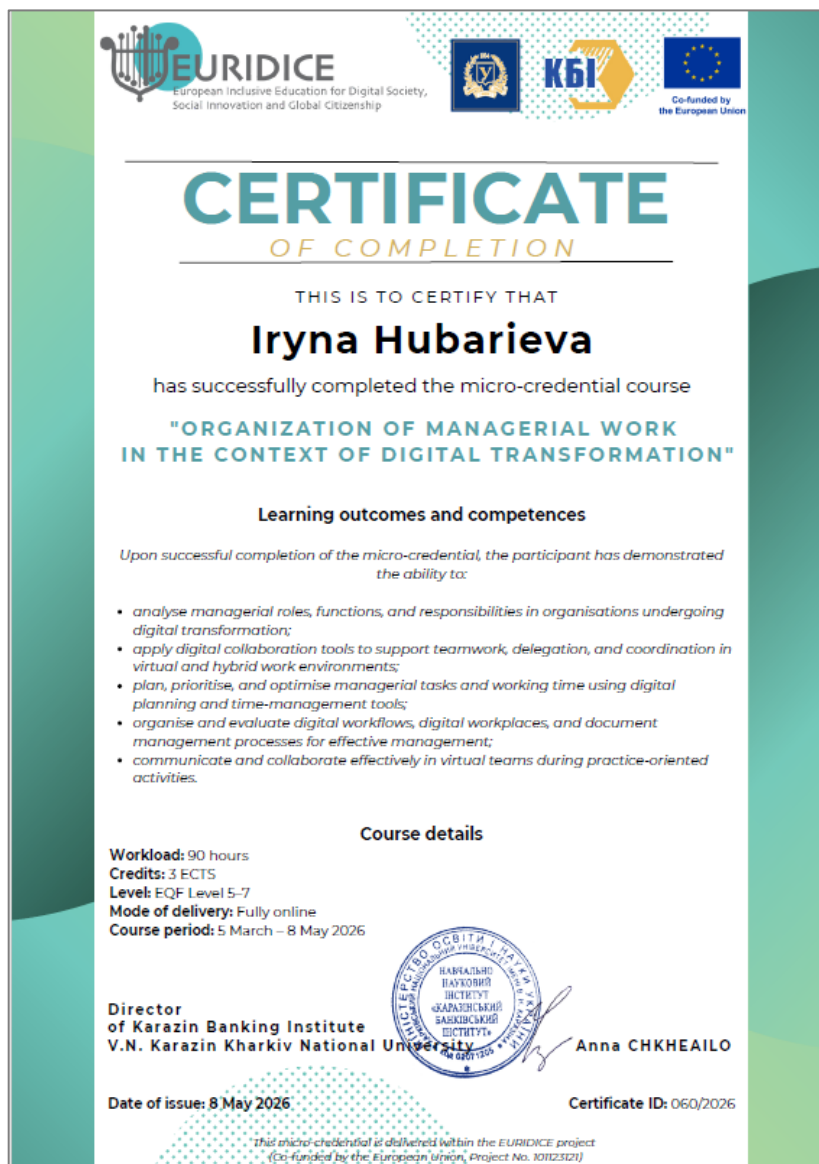 EURIDICE
European Inclusive Education for Digital Society,
Social Innovation and Global Citizenship
У
КБІ
Co-funded by
the European Union
CERTIFICATE
OF COMPLETION
THIS IS TO CERTIFY THAT
Iryna Hubarieva
has successfully completed the micro-credential course
"ORGANIZATION OF MANAGERIAL WORK
IN THE CONTEXT OF DIGITAL TRANSFORMATION"
Learning outcomes and competences
Upon successful completion of the micro-credential, the participant has demonstrated
the ability to:
• analyse managerial roles, functions, and responsibilities in organisations undergoing
digital transformation;
• apply digital collaboration tools to support teamwork, delegation, and coordination in
virtual and hybrid work environments;
• plan, prioritise, and optimise managerial tasks and working time using digital
planning and time-management tools;
• organise and evaluate digital workflows, digital workplaces, and document
management processes for effective management;
• communicate and collaborate effectively in virtual teams during practice-oriented
activities.
Course details
Workload: 90 hours
Credits: 3 ECTS
Level: EQF Level 5–7
Mode of delivery: Fully online
Course period: 5 March – 8 May 2026
МІНІСТЕРСТВО ОСВІТИ І НАУКИ УКРАЇНИ
НАВЧАЛЬНО
НАУКОВИЙ
ІНСТИТУТ
«КАРАЗІНСЬКИЙ
БАНКІВСЬКИЙ
ІНСТИТУТ»
02071205
Director
of Karazin Banking Institute
V.N. Karazin Kharkiv National University
Anna CHKHEAILO
Date of issue: 8 May 2026
Certificate ID: 060/2026
This micro-credential is delivered within the EURIDICE project
(Co-funded by the European Union, Project No. 101123121)